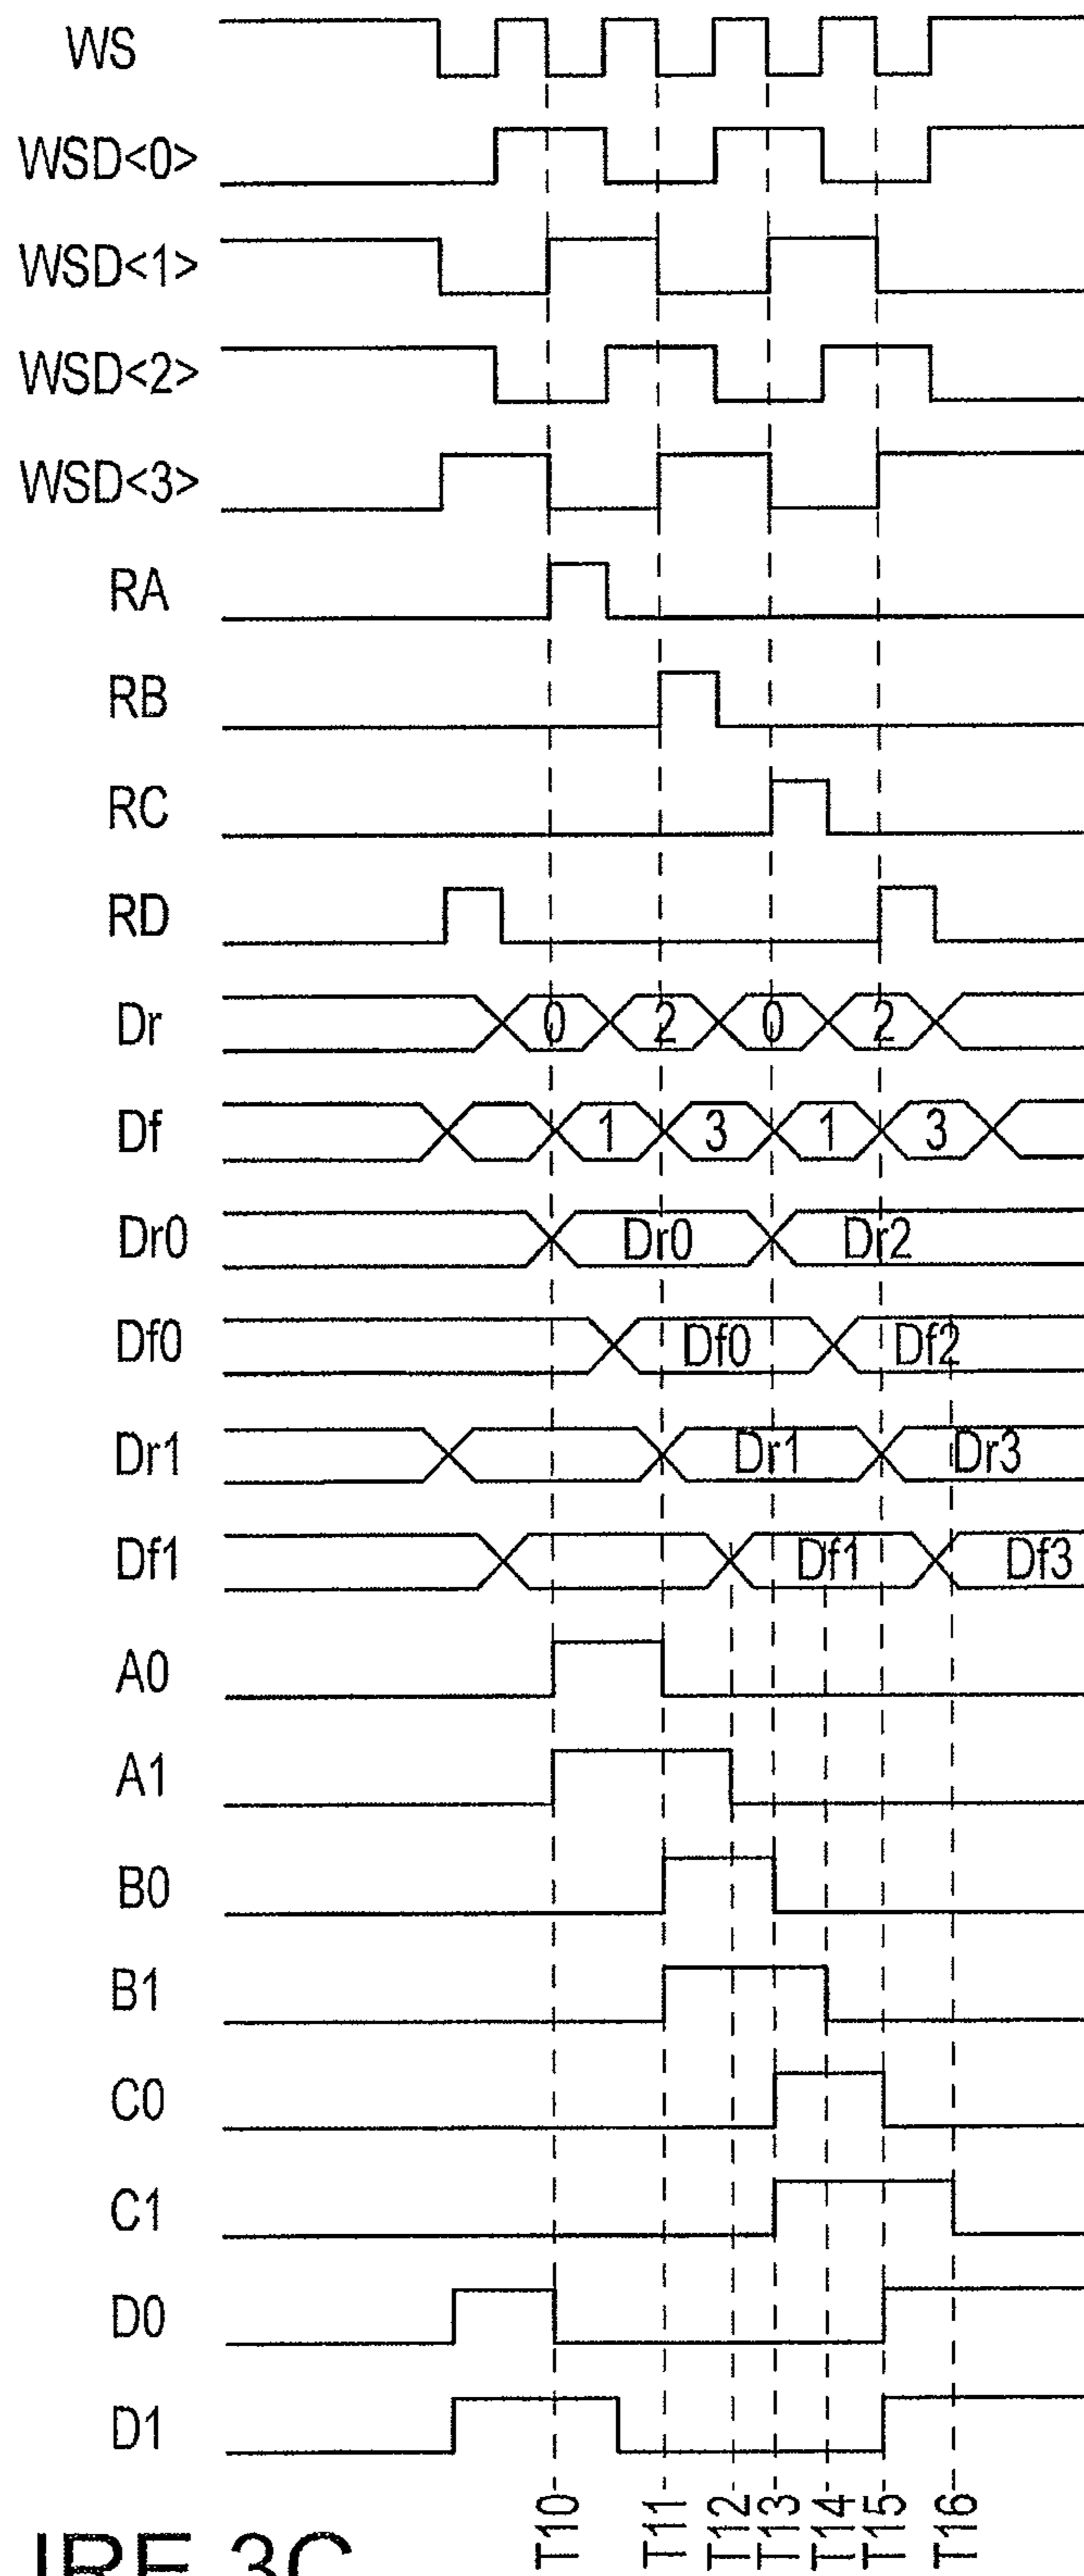 WS
WSD<0>
WSD<1>
WSD<2>
WSD<3>
RA
RB
RC
RD
Dr 0 2 0 2
Df 1 3 1 3
Dr0 Dr0 Dr2
Df0 Df0 Df2
Dr1 Dr1 Dr3
Df1 Df1 Df3
A0
A1
B0
B1
C0
C1
D0
D1
T10 T11 T12 T13 T14 T15 T16
3C